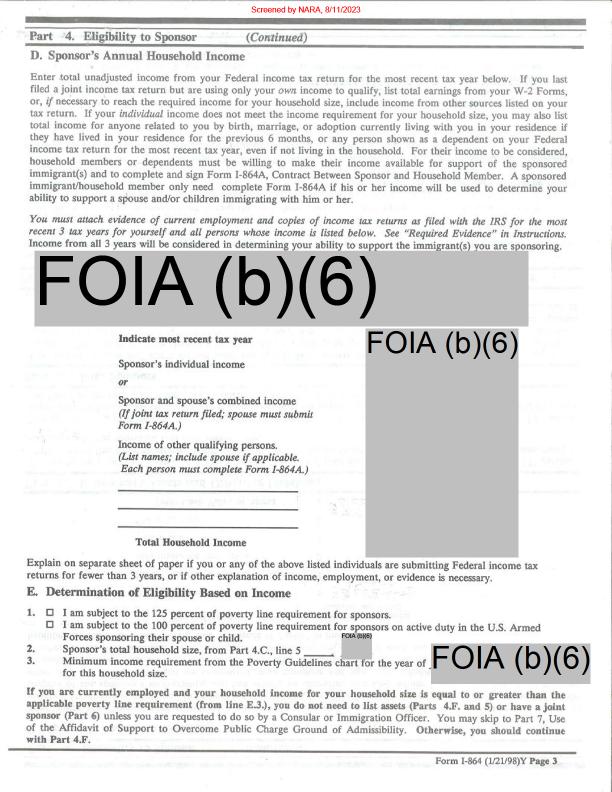 Screened by NARA, 8/11/2023
Part 4. Eligibility to Sponsor (Continued)
D. Sponsor's Annual Household Income
Enter total unadjusted income from your Federal income tax return for the most recent tax year below. If you last
filed a joint income tax return but are using only your own income to qualify, list total earnings from your W-2 Forms,
or, if necessary to reach the required income for your household size, include income from other sources listed on your
tax return. If your individual income does not meet the income requirement for your household size, you may also list
total income for anyone related to you by birth, marriage, or adoption currently living with you in your residence if
they have lived in your residence for the previous 6 months, or any person shown as a dependent on your Federal
income tax return for the most recent tax year, even if not living in the household. For their income to be considered,
household members or dependents must be willing to make their income available for support of the sponsored
immigrant(s) and to complete and sign Form I-864A, Contract Between Sponsor and Household Member. A sponsored
immigrant/household member only need complete Form I-864A if his or her income will be used to determine your
ability to support a spouse and/or children immigrating with him or her.
You must attach evidence of current employment and copies of income tax returns as filed with the IRS for the most
recent 3 tax years for yourself and all persons whose income is listed below. See "Required Evidence" in Instructions.
Income from all 3 years will be considered in determining your ability to support the immigrant(s) you are sponsoring.
FOIA (b)(6)
Indicate most recent tax year
FOIA (b)(6)
Sponsor's individual income
or
Sponsor and spouse's combined income
(If joint tax return filed; spouse must submit
Form I-864A.)
Income of other qualifying persons.
(List names; include spouse if applicable.
Each person must complete Form I-864A.)
Total Household Income
Explain on separate sheet of paper if you or any of the above listed individuals are submitting Federal income tax
returns for fewer than 3 years, or if other explanation of income, employment, or evidence is necessary.
E. Determination of Eligibility Based on Income
1. ☐ I am subject to the 125 percent of poverty line requirement for sponsors.
☐ I am subject to the 100 percent of poverty line requirement for sponsors on active duty in the U.S. Armed
Forces sponsoring their spouse or child.
2. Sponsor's total household size, from Part 4.C., line 5 FOIA (b)(6)
3. Minimum income requirement from the Poverty Guidelines chart for the year of FOIA (b)(6)
for this household size.
If you are currently employed and your household income for your household size is equal to or greater than the
applicable poverty line requirement (from line E.3.), you do not need to list assets (Parts 4.F. and 5) or have a joint
sponsor (Part 6) unless you are requested to do so by a Consular or Immigration Officer. You may skip to Part 7, Use
of the Affidavit of Support to Overcome Public Charge Ground of Admissibility. Otherwise, you should continue
with Part 4.F.
Form I-864 (1/21/98)Y Page 3